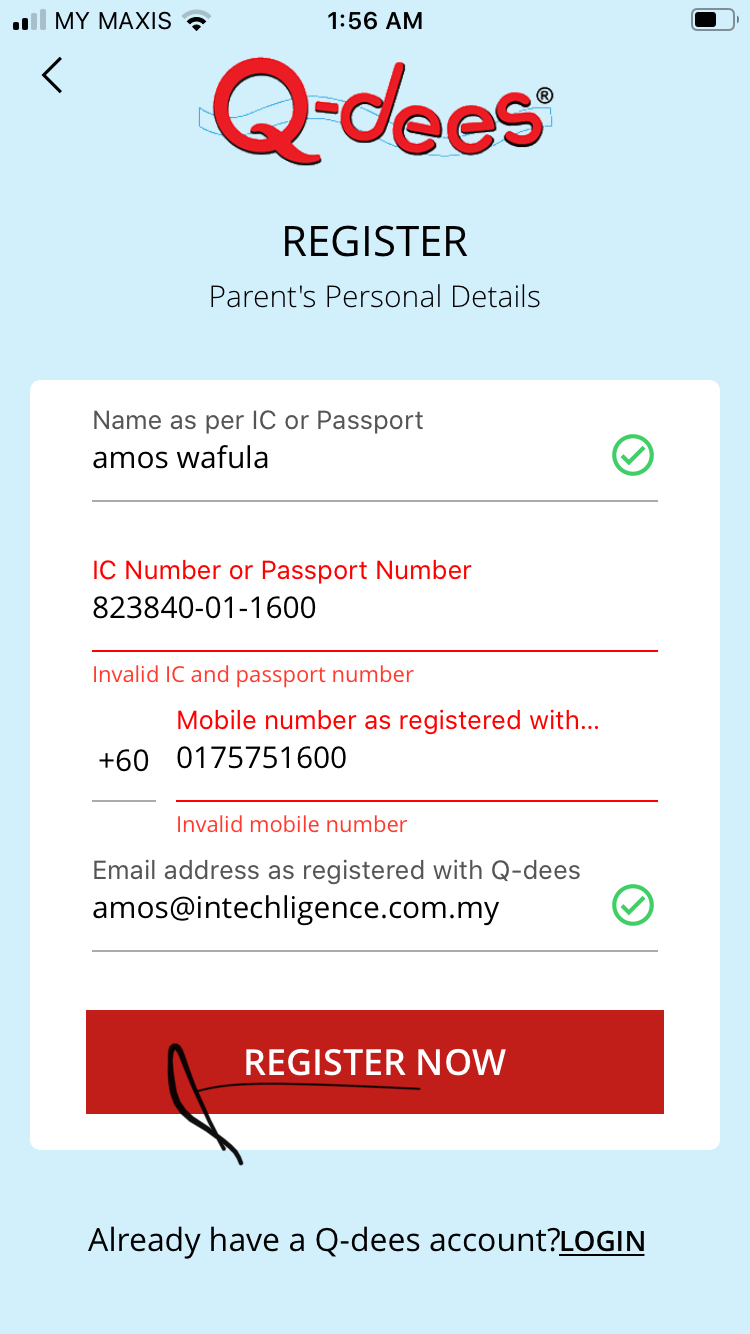 MY MAXIS
1:56 AM
Q-dees®
REGISTER
Parent's Personal Details
Name as per IC or Passport
amos wafula
IC Number or Passport Number
823840-01-1600
Invalid IC and passport number
Mobile number as registered with...
+60 0175751600
Invalid mobile number
Email address as registered with Q-dees
amos@intechligence.com.my
REGISTER NOW
Already have a Q-dees account?LOGIN